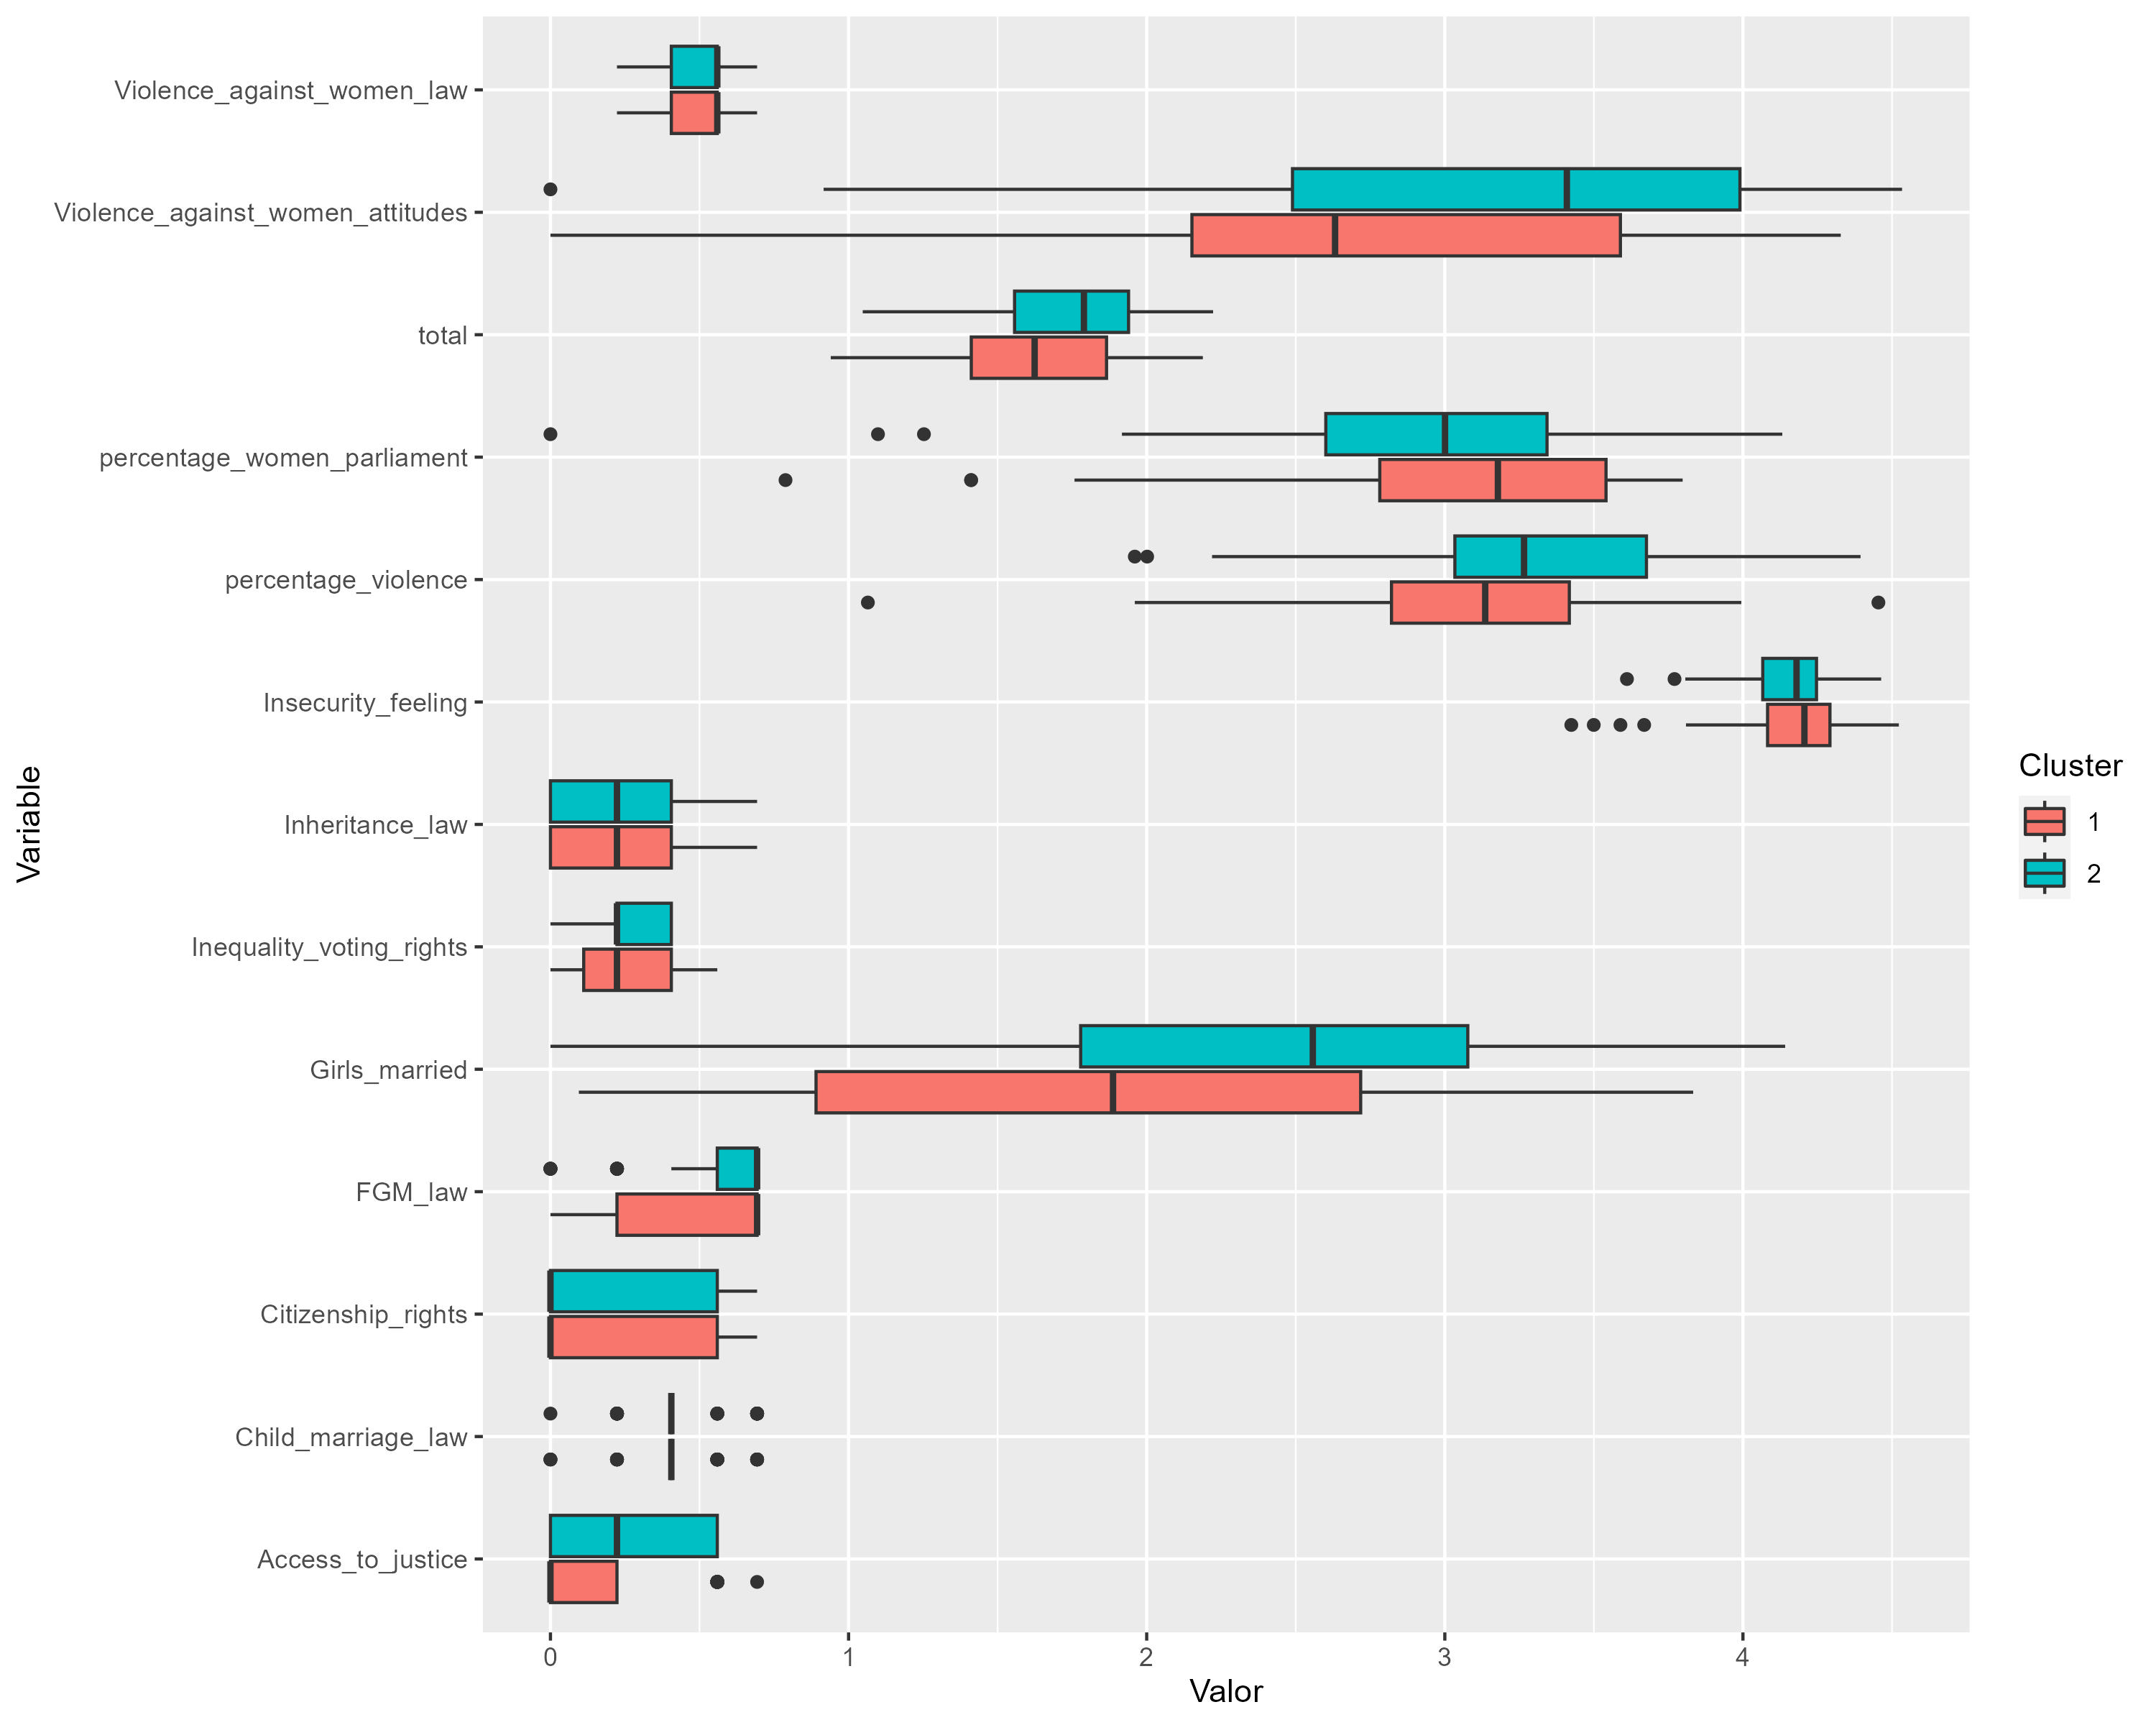 Violence_against_women_law
Violence_against_women_attitudes
total
percentage_women_parliament
percentage_violence
Insecurity_feeling
Inheritance_law
Inequality_voting_rights
Girls_married
FGM_law
Citizenship_rights
Child_marriage_law
Access_to_justice
Variable
0 1 2 3 4
Valor
Cluster
1
2